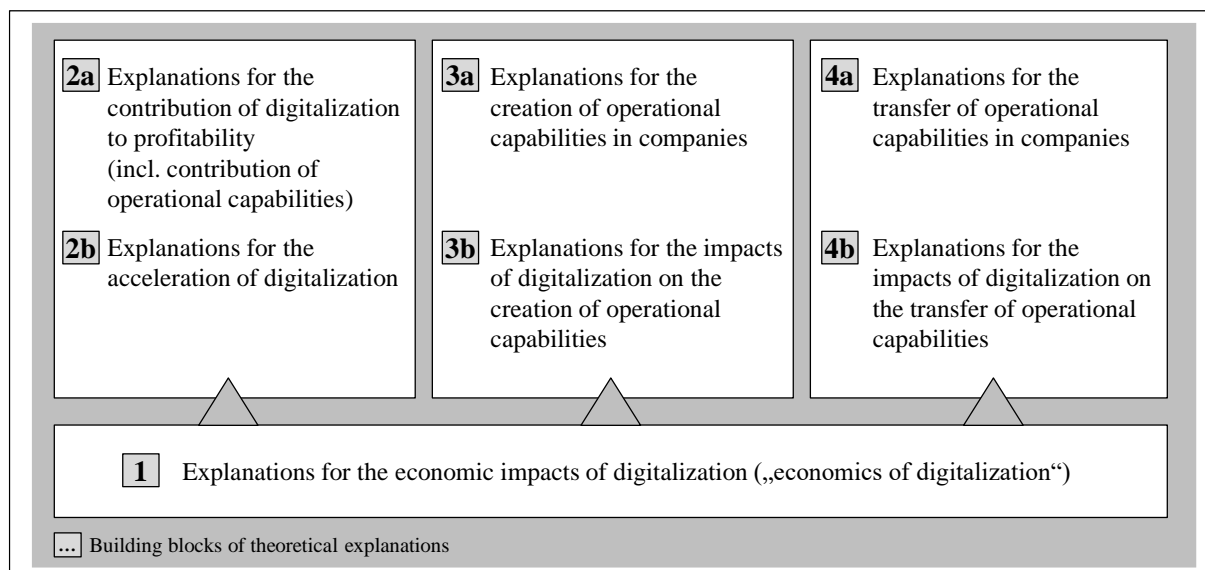 2a Explanations for the
contribution of digitalization
to profitability
(incl. contribution of
operational capabilities)
2b Explanations for the
acceleration of digitalization
3a Explanations for the
creation of operational
capabilities in companies
3b Explanations for the impacts
of digitalization on the
creation of operational
capabilities
4a Explanations for the
transfer of operational
capabilities in companies
4b Explanations for the
impacts of digitalization on
the transfer of operational
capabilities
1 Explanations for the economic impacts of digitalization („economics of digitalization“)
... Building blocks of theoretical explanations